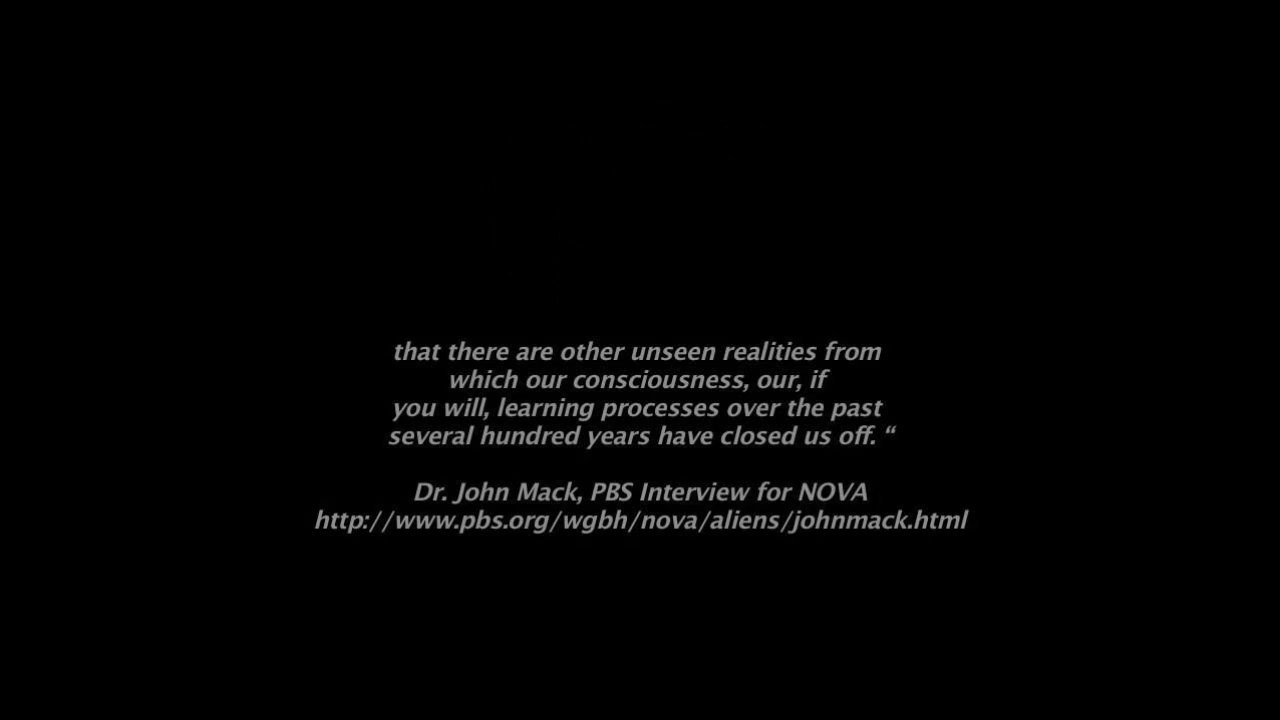 that there are other unseen realities from
which our consciousness, our, if
you will, learning processes over the past
several hundred years have closed us off. “
Dr. John Mack, PBS Interview for NOVA
http://www.pbs.org/wgbh/nova/aliens/johnmack.html